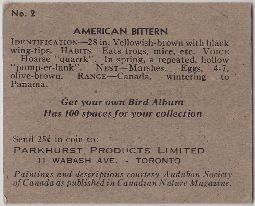 No. 2
AMERICAN BITTERN
IDENTIFICATION—28 in. Yellowish-brown with black
wing-tips. HABITS Eats frogs, mice, etc. VOICE
Hoarse "quarrk". In spring, a repeated, hollow
"pumper-lunk". NEST—Marshes. Eggs, 4-7,
olive-brown. RANGE—Canada, wintering to
Panama.
Get your own Bird Album
Has 100 spaces for your collection
Send 25¢ in coin to:
PARKHURST PRODUCTS LIMITED
11 WABASH AVE. - TORONTO
Paintings and descriptions courtesy Audubon Society
of Canada as published in Canadian Nature Magazine.